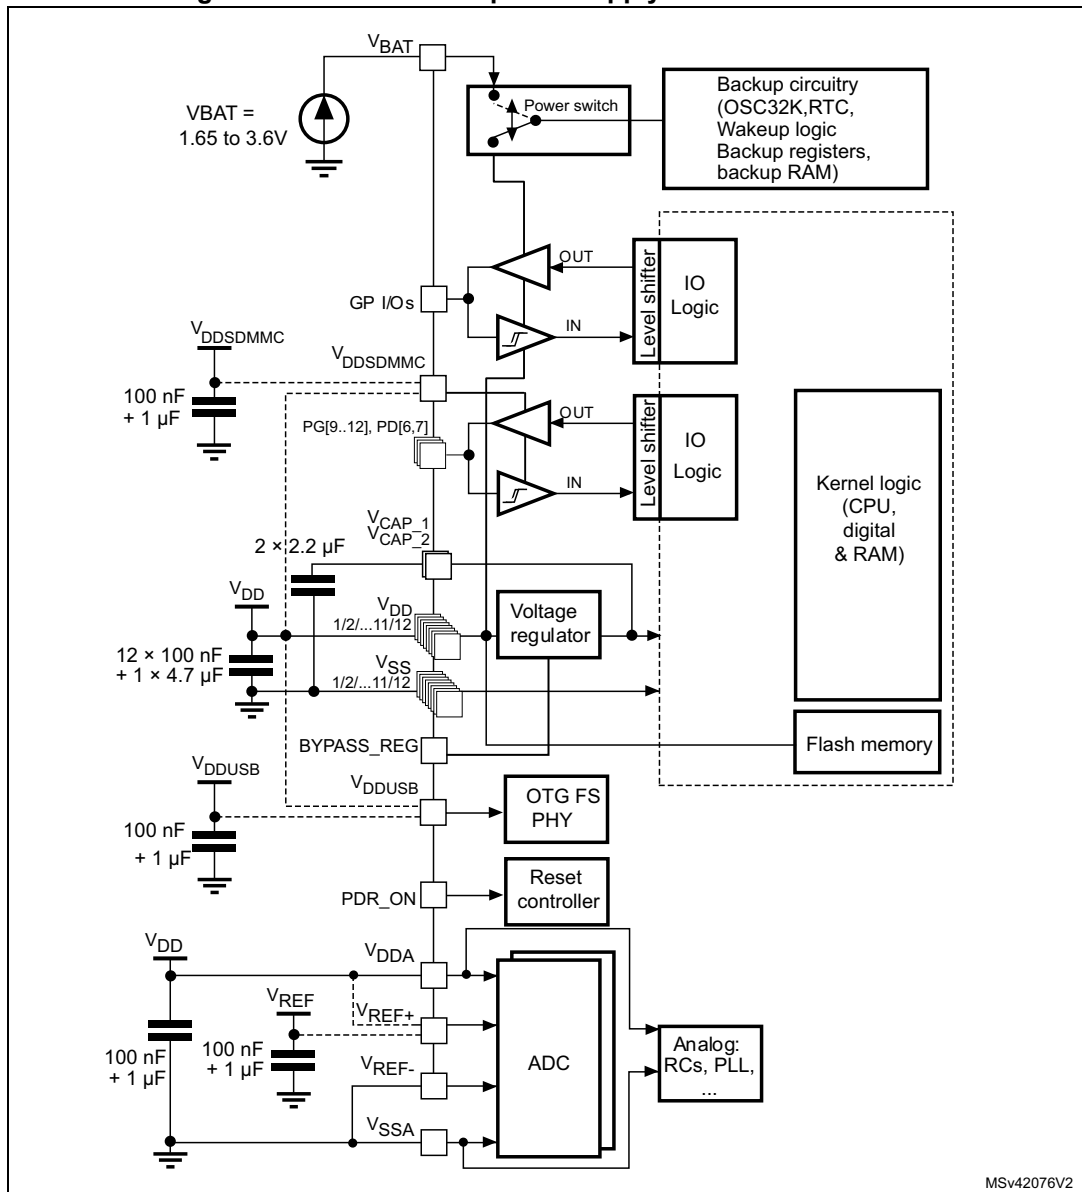 VBAT
VBAT =
1.65 to 3.6V
Power switch
Backup circuitry
(OSC32K,RTC,
Wakeup logic
Backup registers,
backup RAM)
OUT
IN
GP I/Os
Level shifter
IO
Logic
VDDSDMMC
100 nF
+ 1 µF
VDDSDMMC
PG[9..12], PD[6,7]
OUT
IN
Level shifter
IO
Logic
Kernel logic
(CPU,
digital
& RAM)
VCAP_1
VCAP_2
2 × 2.2 µF
VDD
12 × 100 nF
+ 1 × 4.7 µF
VDD
1/2/...11/12
Voltage
regulator
VSS
1/2/...11/12
BYPASS_REG
Flash memory
VDDUSB
100 nF
+ 1 µF
VDDUSB
OTG FS
PHY
PDR_ON
Reset
controller
VDD
100 nF
+ 1 µF
VDDA
VREF
100 nF
+ 1 µF
VREF+
VREF-
VSSA
ADC
Analog:
RCs, PLL,
...
MSv42076V2